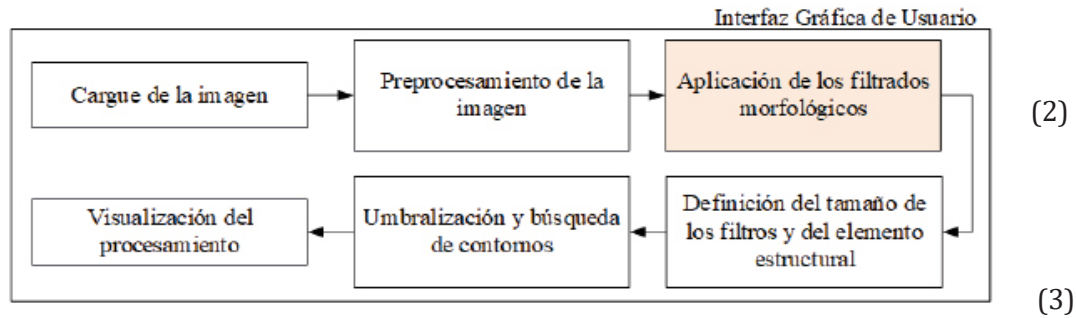 Interfaz Gráfica de Usuario
Cargue de la imagen
Preprocesamiento de la
imagen
Aplicación de los filtrados
morfológicos
(2)
Definición del tamaño de
los filtros y del elemento
estructural
Umbralización y búsqueda
de contornos
Visualización del
procesamiento
(3)